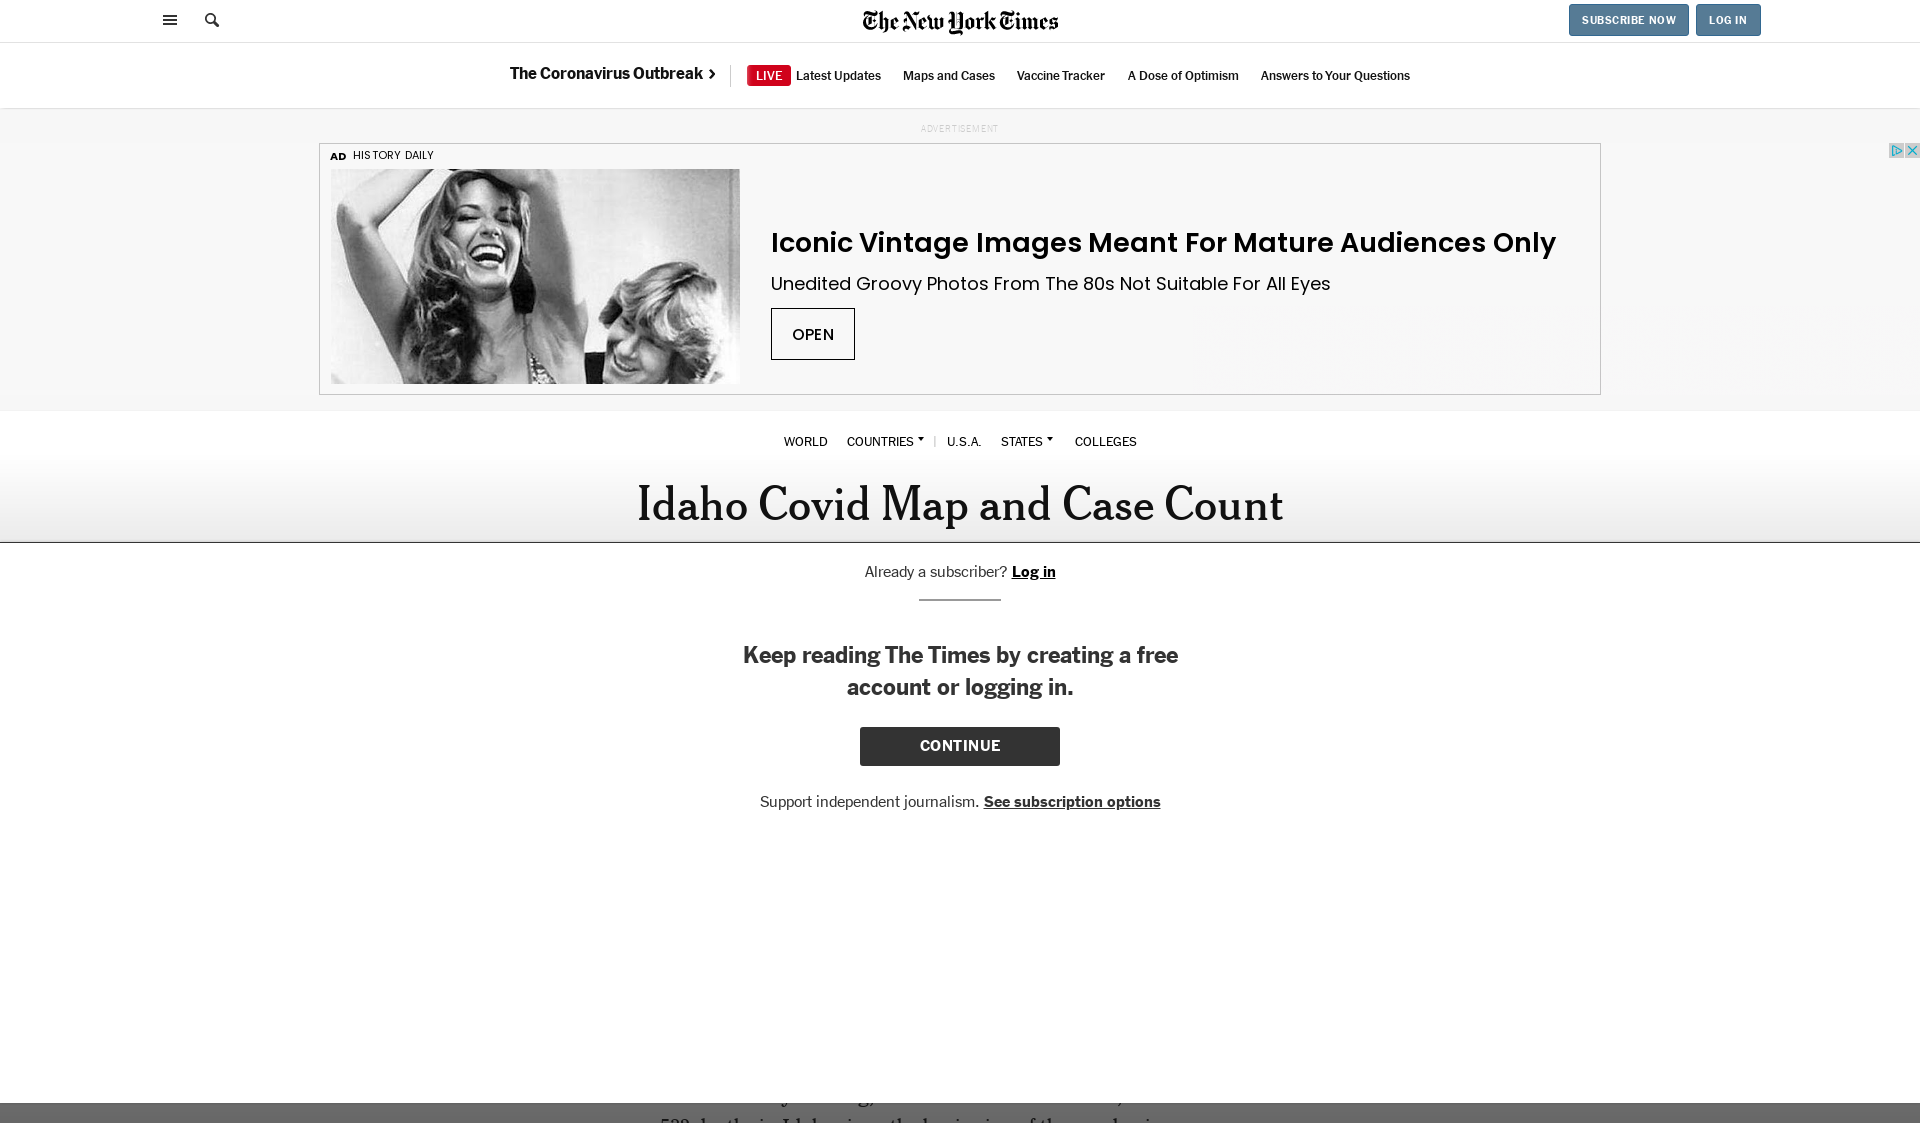 The New York Times
SUBSCRIBE NOW
LOG IN
The Coronavirus Outbreak
LIVE Latest Updates
Maps and Cases
Vaccine Tracker
A Dose of Optimism
Answers to Your Questions
ADVERTISEMENT
AD HISTORY DAILY
Iconic Vintage Images Meant For Mature Audiences Only
Unedited Groovy Photos From The 80s Not Suitable For All Eyes
OPEN
WORLD
COUNTRIES
U.S.A.
STATES
COLLEGES
Idaho Covid Map and Case Count
Already a subscriber? Log in
Keep reading The Times by creating a free
account or logging in.
CONTINUE
Support independent journalism. See subscription options